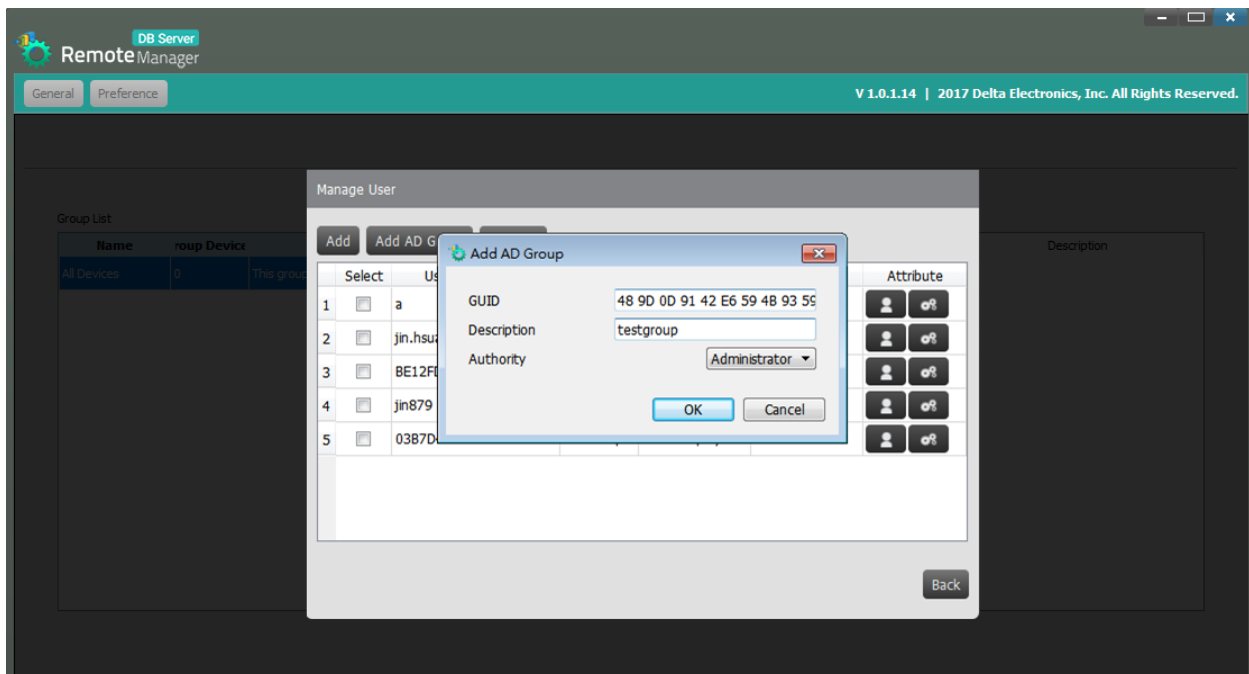 DB Server
Remote Manager
General Preference V 1.0.1.14 | 2017 Delta Electronics, Inc. All Rights Reserved.
Manage User
Group List
Add Add AD G
Add AD Group
Name roup Device Description
All Devices 0 This group
Select Us Attribute
GUID 48 9D 0D 91 42 E6 59 4B 93 59
1 a
Description testgroup
2 jin.hsua
Authority Administrator
3 BE12FD
4 jin879
OK Cancel
5 03B7D
Back